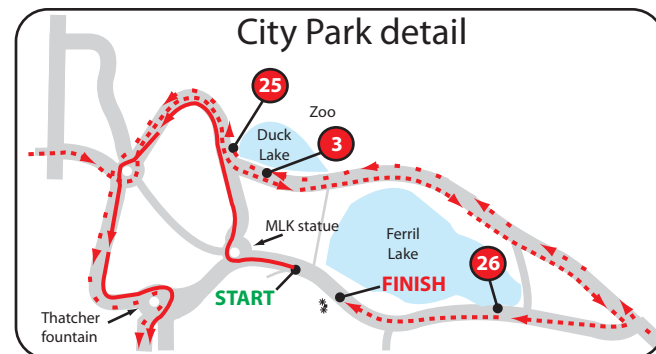 City Park detail
25
Zoo
Duck
Lake
3
MLK statue
Ferril
Lake
26
START
FINISH
Thatcher
fountain